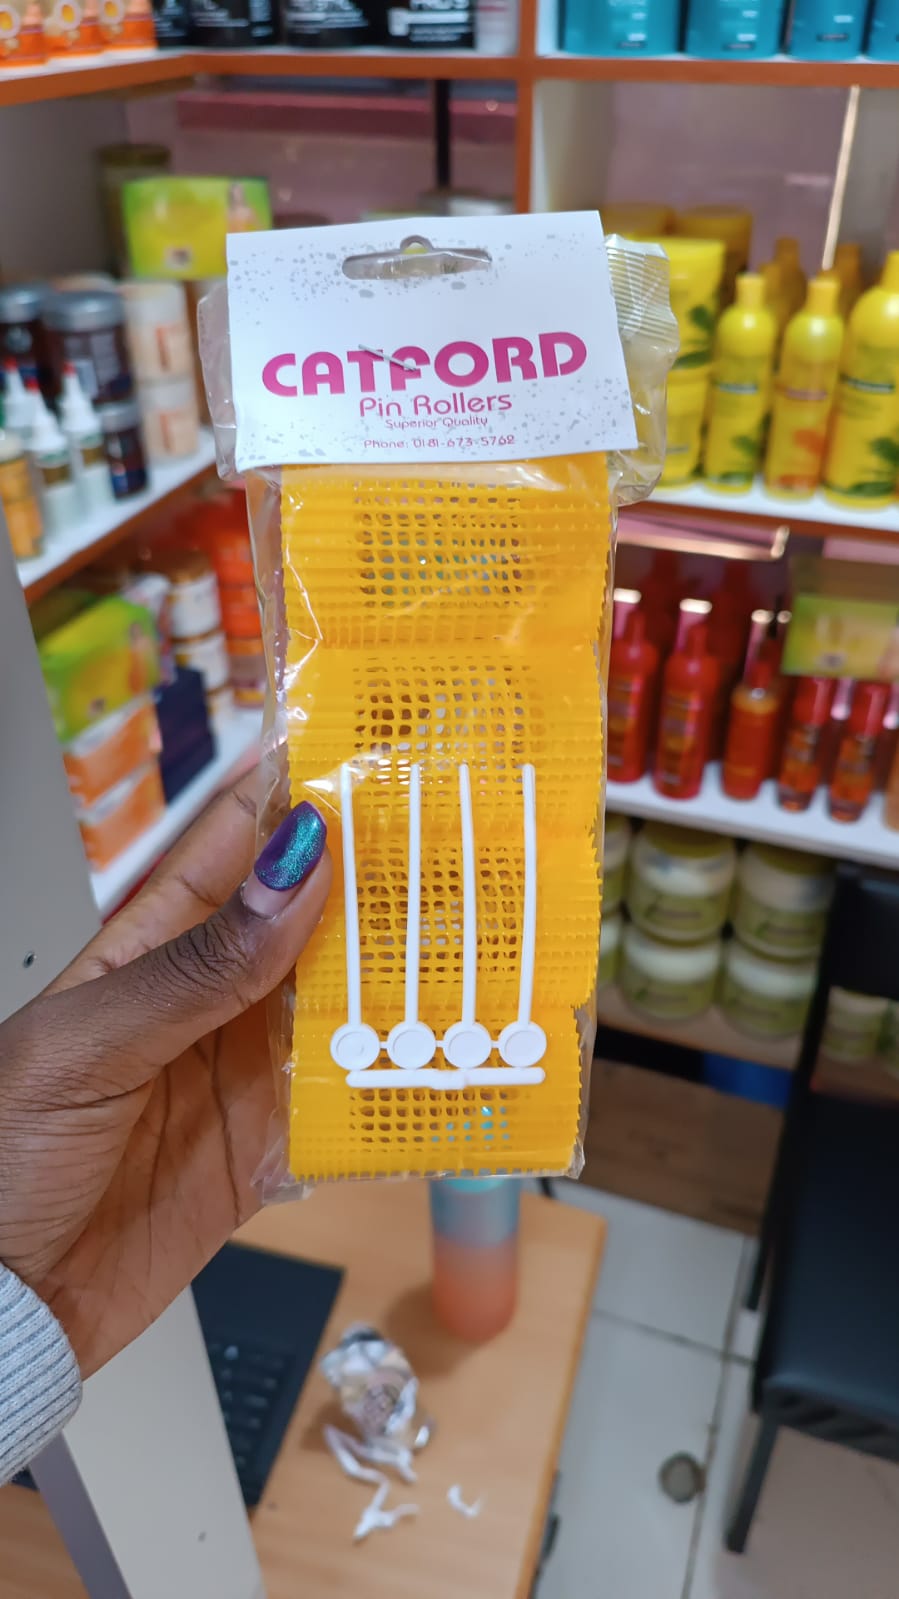 CATFORD
Pin Rollers
Superior Quality
Phone: 0181-673-5762